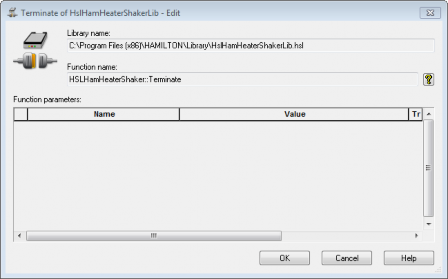 Terminate of HslHamHeaterShakerLib - Edit
Library name:
C:\Program Files (x86)\HAMILTON\Library\HslHamHeaterShakerLib.hsl
Function name:
HSLHamHeaterShaker::Terminate
Function parameters:
Name Value Tr
OK Cancel Help